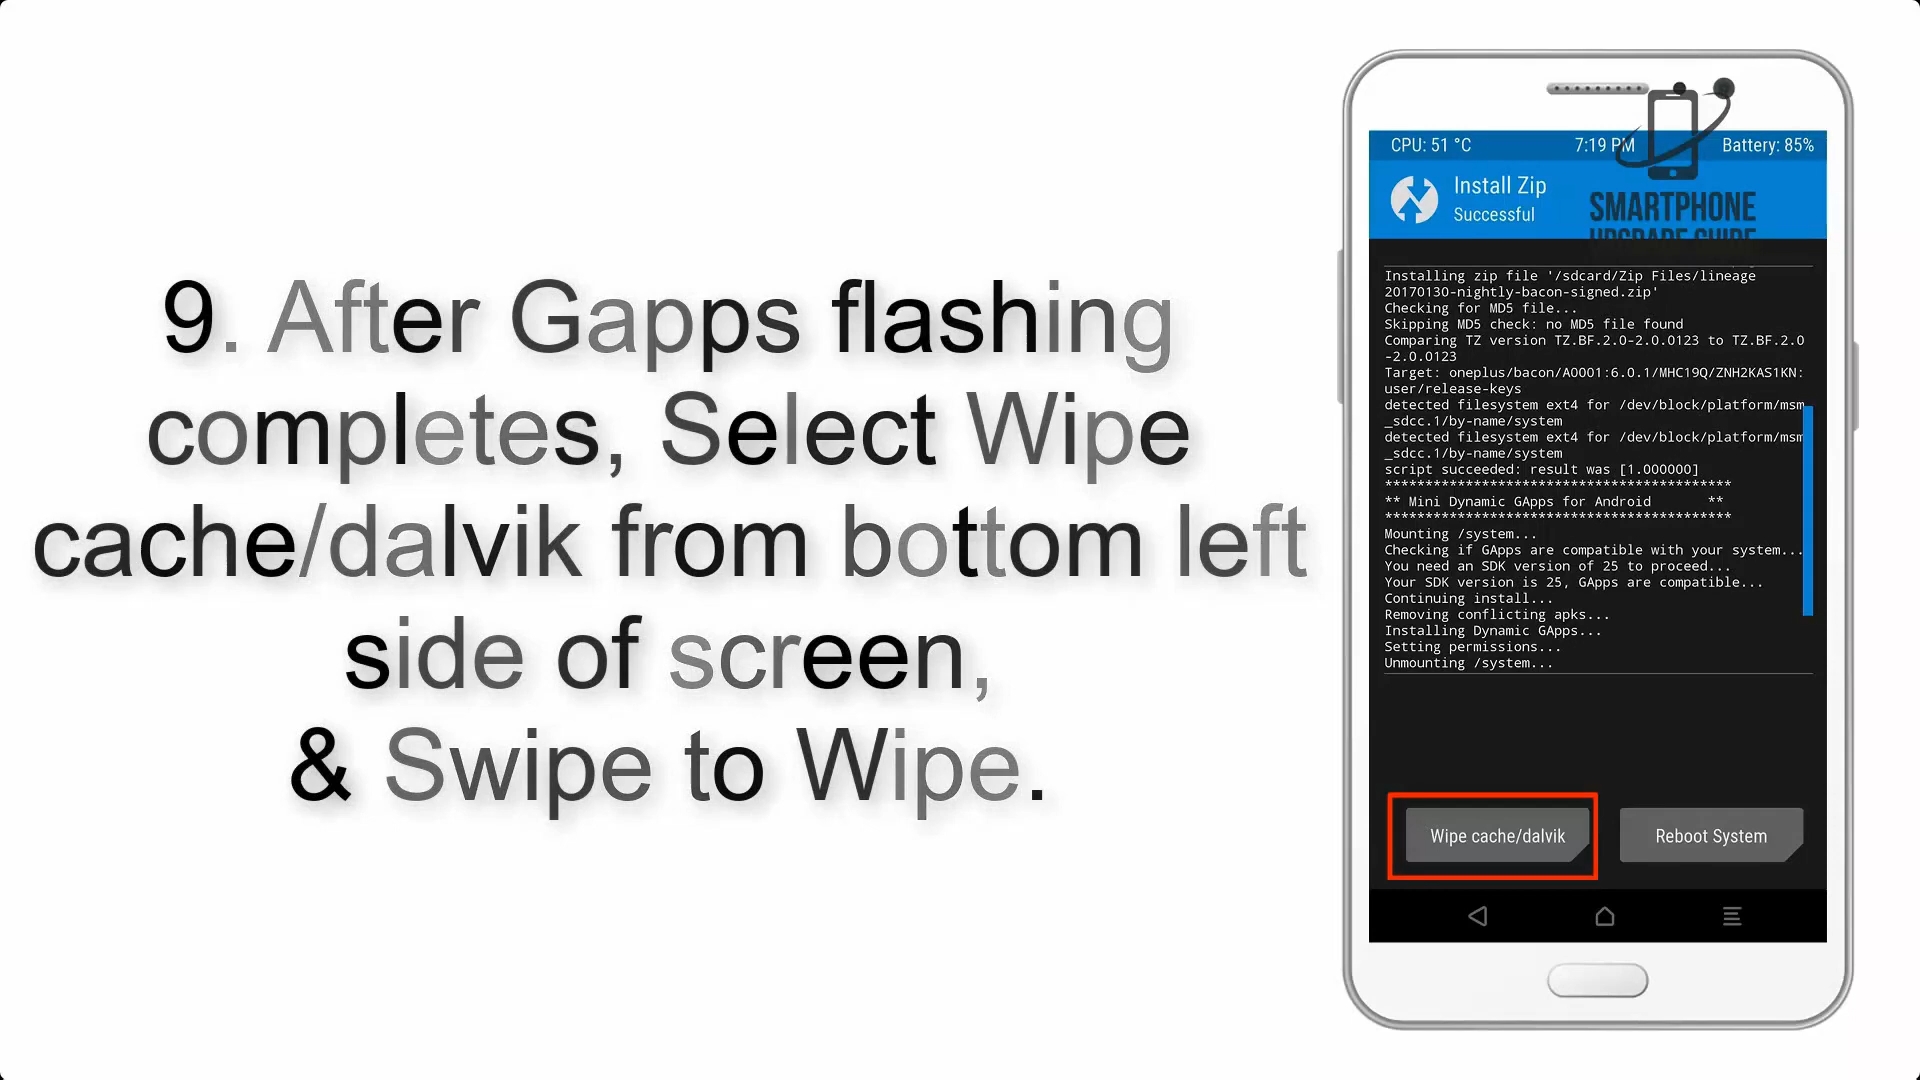 9. After Gapps flashing
completes, Select Wipe
cache/dalvik from bottom left
side of screen,
& Swipe to Wipe.
CPU: 51 °C 7:19 PM Battery: 85%
Install Zip
Successful
SMARTPHONE
UPGRADE GUIDE
Installing zip file '/sdcard/Zip Files/lineage
20170130-nightly-bacon-signed.zip'
Checking for MD5 file...
Skipping MD5 check: no MD5 file found
Comparing TZ version TZ.BF.2.0-2.0.0123 to TZ.BF.2.0
-2.0.0123
Target: oneplus/bacon/A0001:6.0.1/MHC19Q/ZNH2KAS1KN:
user/release-keys
detected filesystem ext4 for /dev/block/platform/msm
_sdcc.1/by-name/system
detected filesystem ext4 for /dev/block/platform/msm
_sdcc.1/by-name/system
script succeeded: result was [1.000000]
*******************************************
** Mini Dynamic GApps for Android **
*******************************************
Mounting /system...
Checking if GApps are compatible with your system...
You need an SDK version of 25 to proceed...
Your SDK version is 25, GApps are compatible...
Continuing install...
Removing conflicting apks...
Installing Dynamic GApps...
Setting permissions...
Unmounting /system...
Wipe cache/dalvik Reboot System